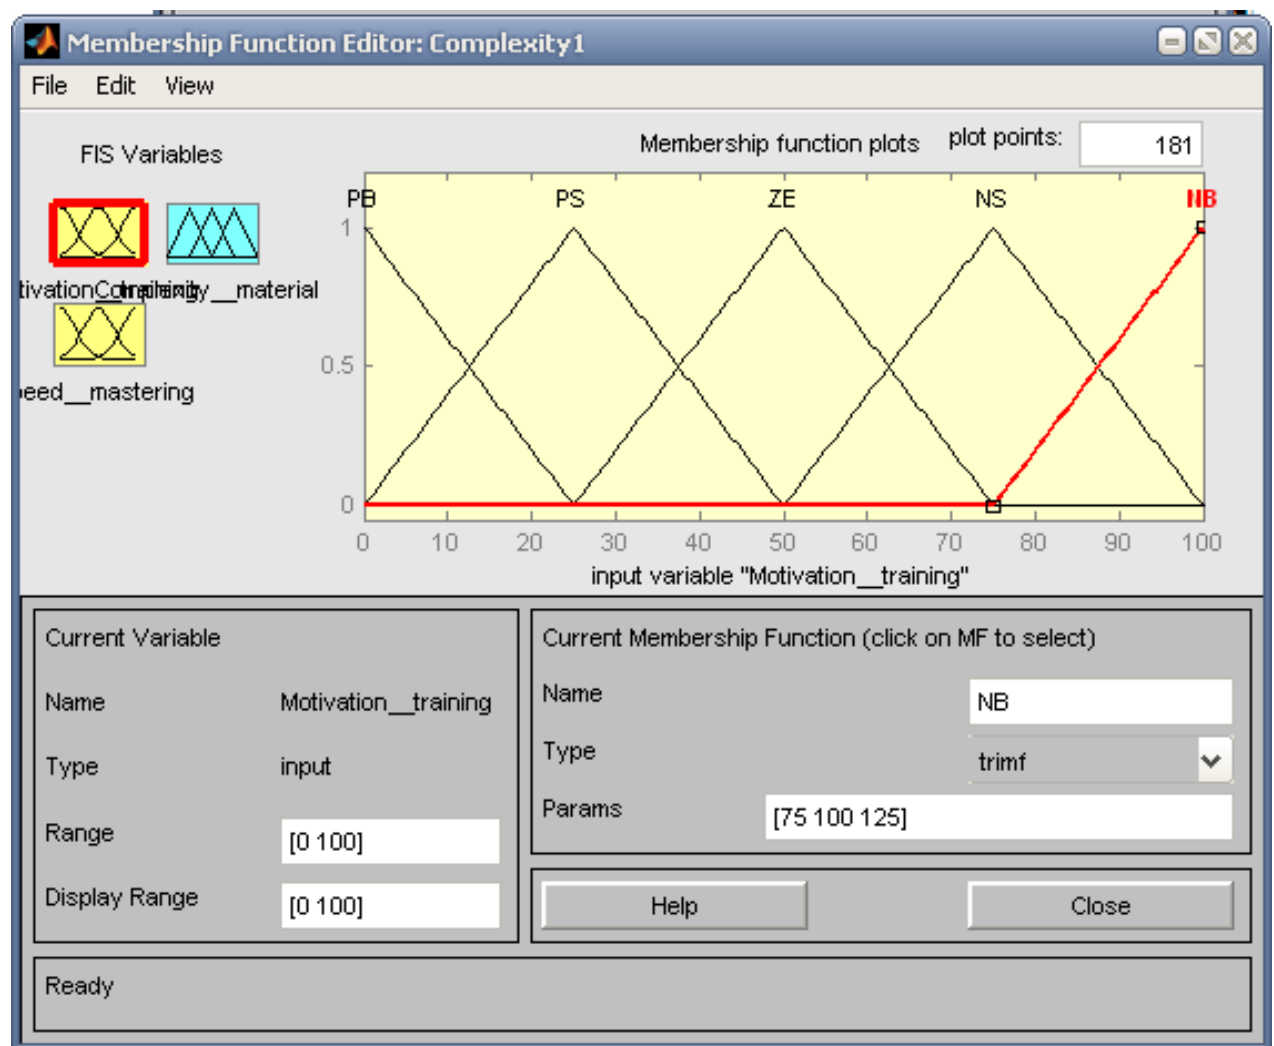 Membership Function Editor: Complexity1
File Edit View
FIS Variables
Membership function plots plot points: 181
PB PS ZE NS NB
1
0.5
0
0 10 20 30 40 50 60 70 80 90 100
input variable "Motivation__training"
material
eed__mastering
Current Variable
Name Motivation__training
Type input
Range [0 100]
Display Range [0 100]
Current Membership Function (click on MF to select)
Name NB
Type trimf
Params [75 100 125]
Help Close
Ready